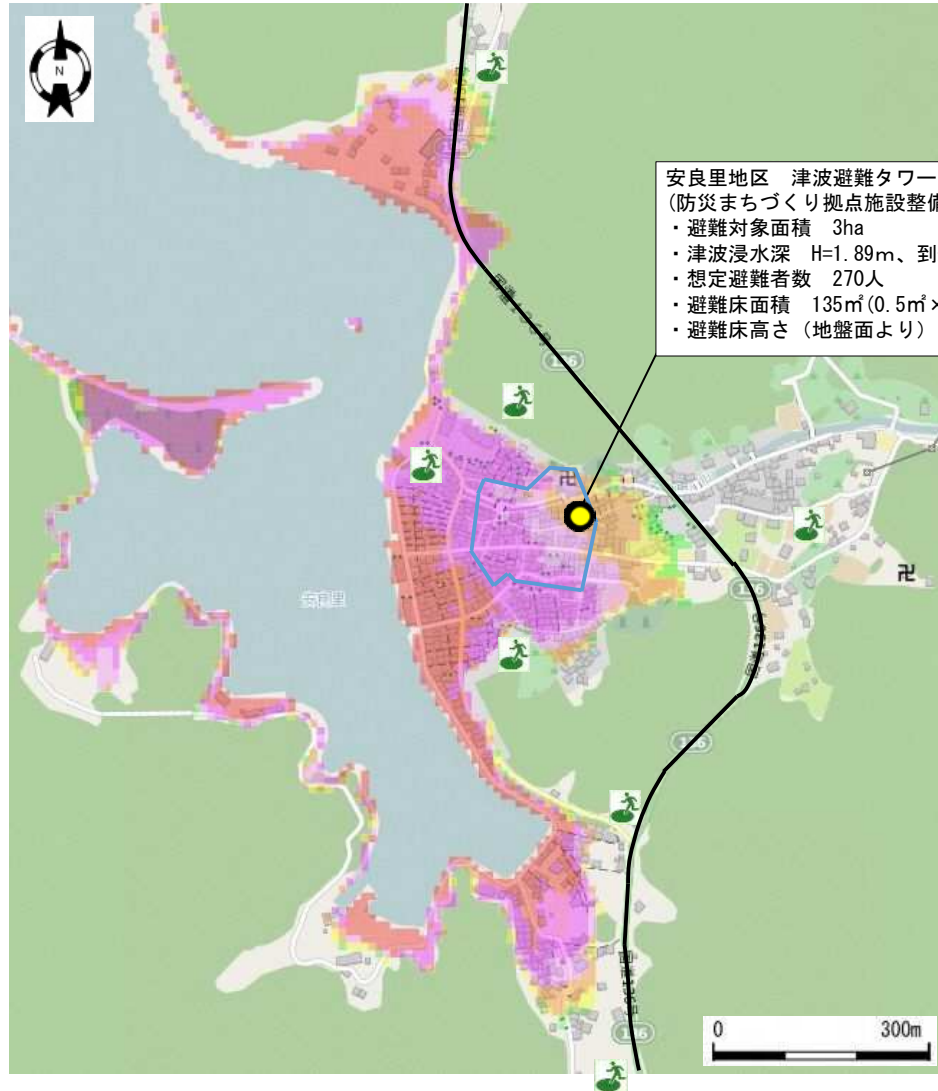 N
安良里地区 津波避難タワー
(防災まちづくり拠点施設整備
・避難対象面積 3ha
・津波浸水深 H=1.89m、到
・想定避難者数 270人
・避難床面積 135㎡(0.5㎡×
・避難床高さ（地盤面より）
136
卍
卍
136
安良里
136
136
0 300m